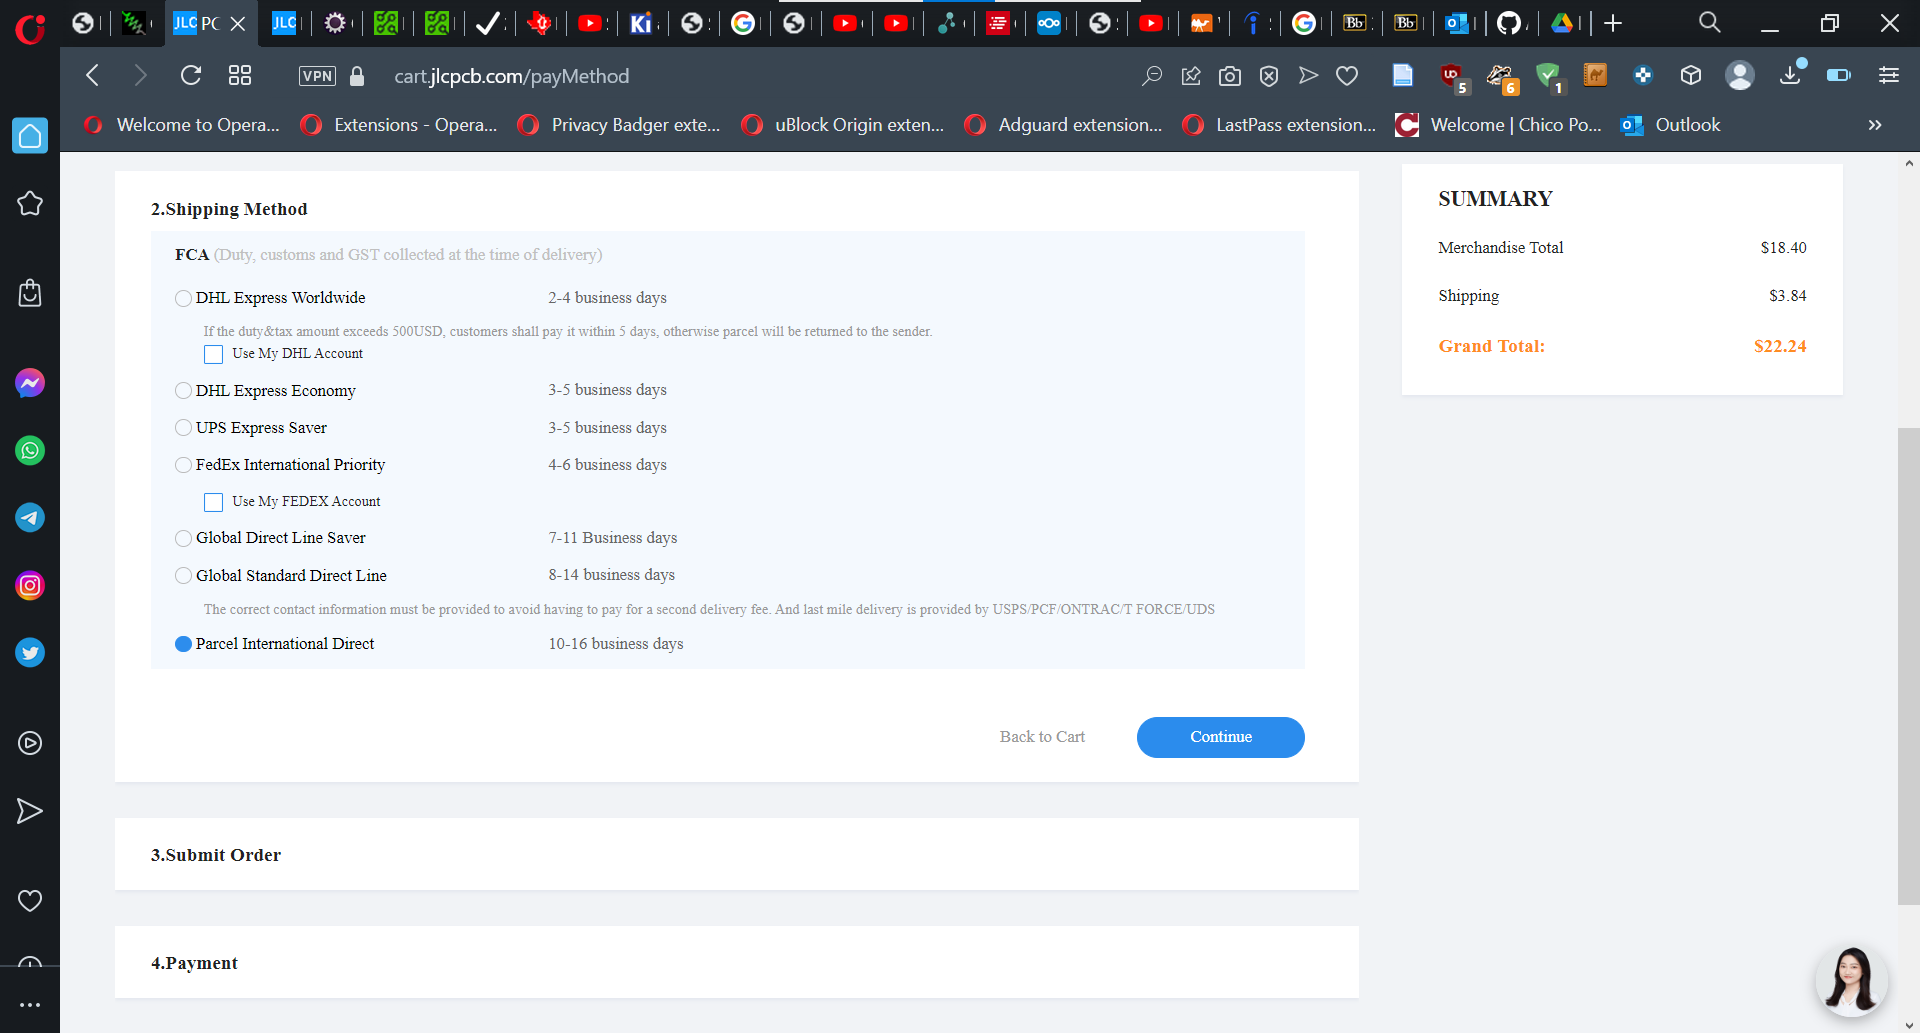 JLC PC
JLC
Ki
Bb
Bb
VPN
cart.jlcpcb.com/payMethod
5
6
1
Welcome to Opera...
Extensions - Opera...
Privacy Badger exte...
uBlock Origin exten...
Adguard extension...
LastPass extension...
Welcome | Chico Po...
Outlook
2.Shipping Method
FCA (Duty, customs and GST collected at the time of delivery)
DHL Express Worldwide 2-4 business days
If the duty&tax amount exceeds 500USD, customers shall pay it within 5 days, otherwise parcel will be returned to the sender.
Use My DHL Account
DHL Express Economy 3-5 business days
UPS Express Saver 3-5 business days
FedEx International Priority 4-6 business days
Use My FEDEX Account
Global Direct Line Saver 7-11 Business days
Global Standard Direct Line 8-14 business days
The correct contact information must be provided to avoid having to pay for a second delivery fee. And last mile delivery is provided by USPS/PCF/ONTRAC/T FORCE/UDS
Parcel International Direct 10-16 business days
Back to Cart
Continue
3.Submit Order
4.Payment
SUMMARY
Merchandise Total $18.40
Shipping $3.84
Grand Total: $22.24